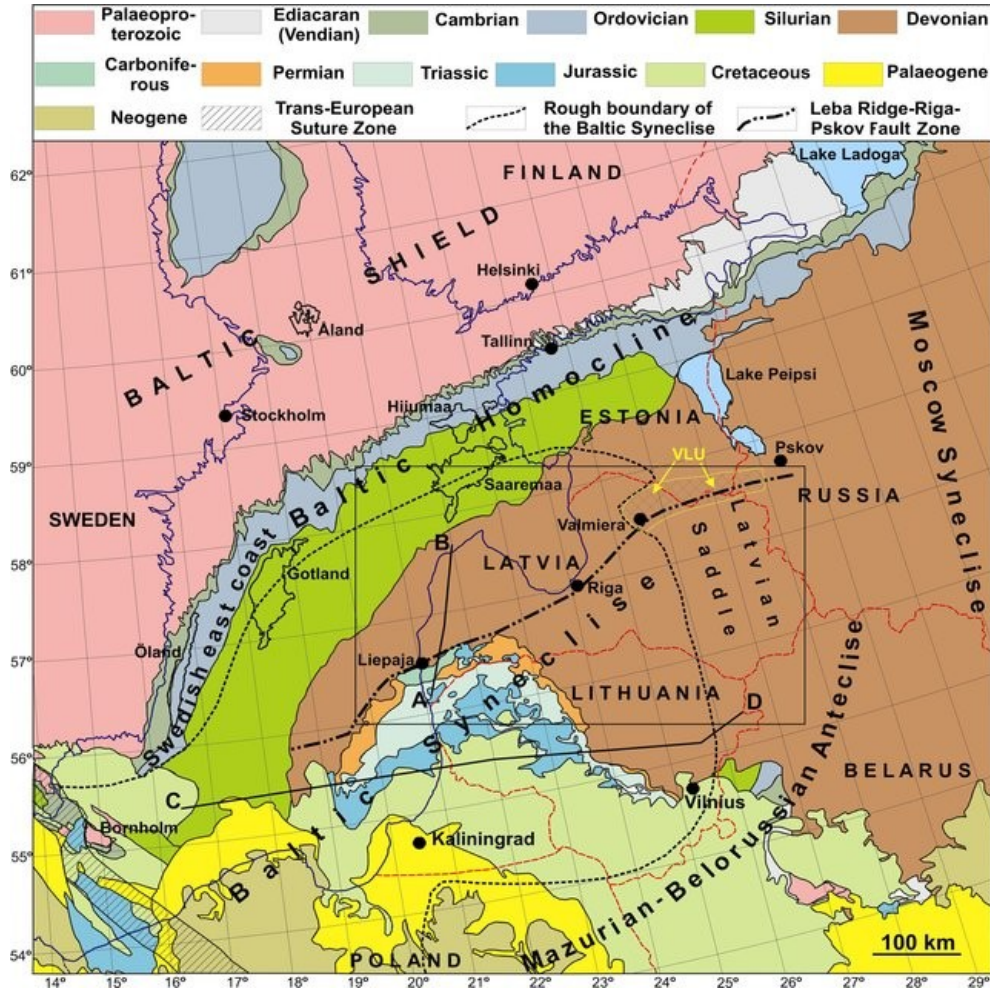 Palaeopro-
terozoic
Ediacaran
(Vendian)
Cambrian
Ordovician
Silurian
Devonian
Carbonife-
rous
Permian
Triassic
Jurassic
Cretaceous
Palaeogene
Neogene
Trans-European
Suture Zone
Rough boundary of
the Baltic Syneclise
Leba Ridge-Riga-
Pskov Fault Zone
62°
61°
60°
59°
58°
57°
56°
55°
54°
Lake Ladoga
FINLAND
BALTIC SHIELD
Helsinki
Åland
Tallinn
Stockholm
Hijumaa
Lake Peipsi
ESTONIA
Swedish east coast Baltic Homocline
Moscow Syneclise
Pskov
VLU
Saaremaa
RUSSIA
SWEDEN
Valmiera
B
LATVIA
Latvian
Saddle
Gotland
Riga
Öland
Liepaja
A
LITHUANIA
D
Baltic Syneclise
C
BELARUS
Vilnius
Bornholm
Kaliningrad
Mazurian-Belorussian Anteclise
POLAND
100 km
14° 15° 16° 17° 18° 19° 20° 21° 22° 23° 24° 25° 26° 27° 28° 29°